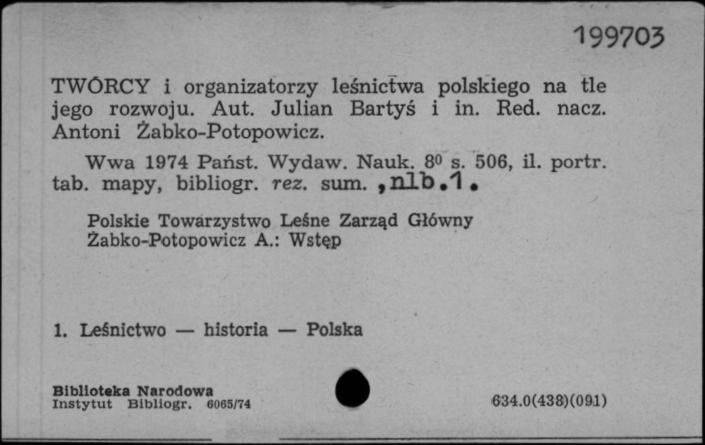 199703
TWÓRCY i organizatorzy leśnictwa polskiego na tle
jego rozwoju. Aut. Julian Bartyś i in. Red. nacz.
Antoni Żabko-Potopowicz.
Wwa 1974 Państ. Wydaw. Nauk. 8⁰ s. 506, il. portr.
tab. mapy, bibliogr. rez. sum. ,nlb.1.
Polskie Towarzystwo Leśne Zarząd Główny
Żabko-Potopowicz A.: Wstęp
1. Leśnictwo — historia — Polska
Biblioteka Narodowa
Instytut Bibliogr. 6065/74
634.0(438)(091)